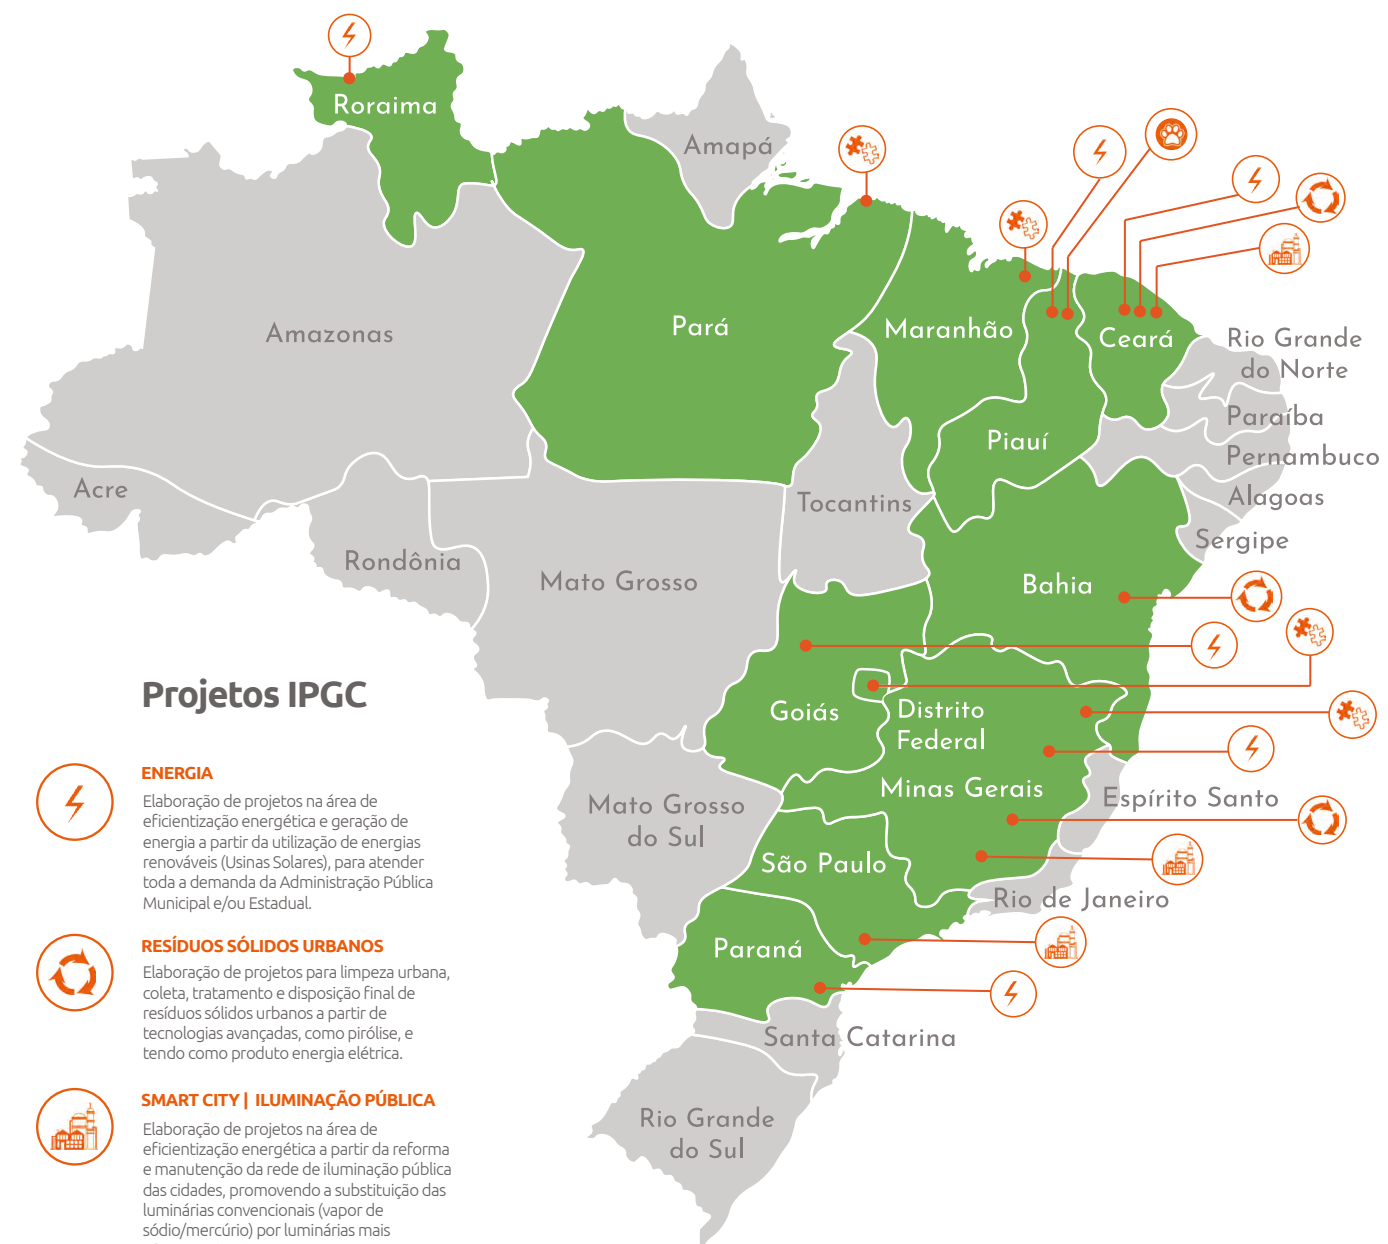 Roraima
Amapá
Amazonas
Pará
Maranhão
Ceará
Rio Grande
do Norte
Paraíba
Piauí
Pernambuco
Acre
Tocantins
Alagoas
Sergipe
Rondônia
Mato Grosso
Bahia
Projetos IPGC
Goiás
Distrito
Federal
Minas Gerais
Mato Grosso
do Sul
Espírito Santo
São Paulo
Rio de Janeiro
Paraná
Santa Catarina
Rio Grande
do Sul
ENERGIA
Elaboração de projetos na área de
eficientização energética e geração de
energia a partir da utilização de energias
renováveis (Usinas Solares), para atender
toda a demanda da Administração Pública
Municipal e/ou Estadual.
RESÍDUOS SÓLIDOS URBANOS
Elaboração de projetos para limpeza urbana,
coleta, tratamento e disposição final de
resíduos sólidos urbanos a partir de
tecnologias avançadas, como pirólise, e
tendo como produto energia elétrica.
SMART CITY | ILUMINAÇÃO PÚBLICA
Elaboração de projetos na área de
eficientização energética a partir da reforma
e manutenção da rede de iluminação pública
das cidades, promovendo a substituição das
luminárias convencionais (vapor de
sódio/mercúrio) por luminárias mais